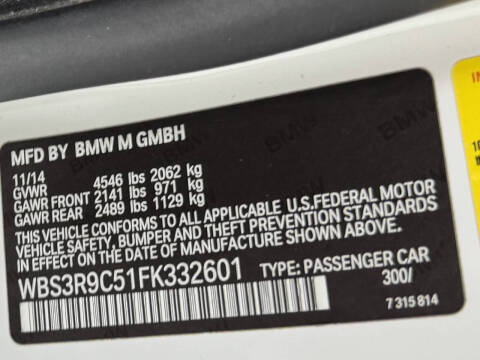 MFD BY BMW M GMBH
11/14
GVWR 4546 lbs 2062 kg
GAWR FRONT 2141 lbs 971 kg
GAWR REAR 2489 lbs 1129 kg
THIS VEHICLE CONFORMS TO ALL APPLICABLE U.S.FEDERAL MOTOR
VEHICLE SAFETY, BUMPER AND THEFT PREVENTION STANDARDS
IN EFFECT ON THE DATE OF MANUFACTURE SHOWN ABOVE.
WBS3R9C51FK332601 TYPE: PASSENGER CAR
300/
7 315 814